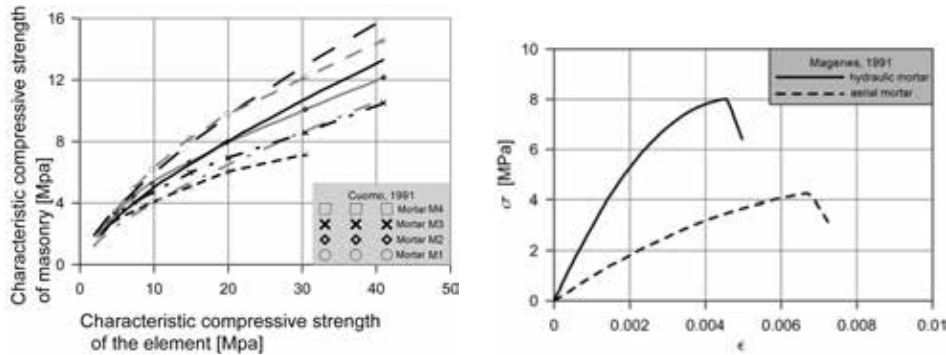 Characteristic compressive strength
of masonry [Mpa]
16
12
8
4
0
0
10
20
30
40
50
Characteristic compressive strength
of the element [Mpa]
Cuomo, 1991
Mortar M4
Mortar M3
Mortar M2
Mortar M1
σ [MPa]
10
8
6
4
2
0
0
0.002
0.004
0.006
0.008
0.01
ϵ
Magenes, 1991
hydraulic mortar
aerial mortar